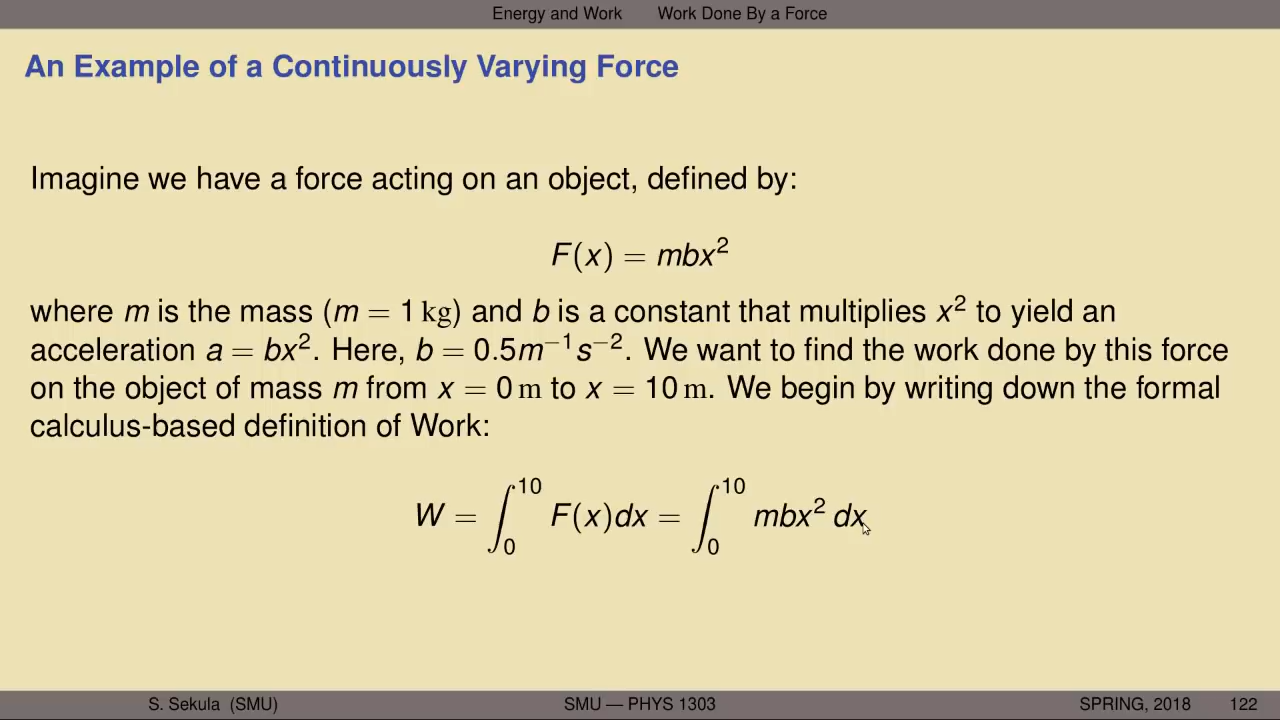 Energy and Work Work Done By a Force
An Example of a Continuously Varying Force
Imagine we have a force acting on an object, defined by:
F(x) = mbx²
where m is the mass (m = 1 kg) and b is a constant that multiplies x² to yield an
acceleration a = bx². Here, b = 0.5m⁻¹s⁻². We want to find the work done by this force
on the object of mass m from x = 0 m to x = 10 m. We begin by writing down the formal
calculus-based definition of Work:
W = ∫₀¹⁰ F(x)dx = ∫₀¹⁰ mbx² dx
S. Sekula (SMU) SMU — PHYS 1303 SPRING, 2018 122